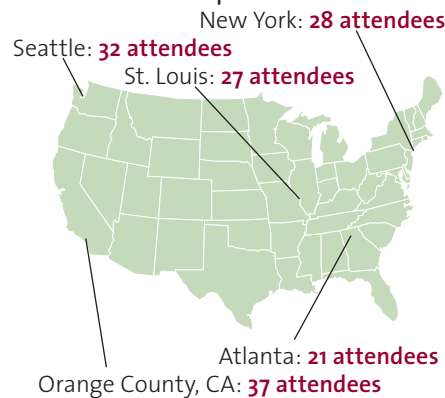 New York: 28 attendees
Seattle: 32 attendees
St. Louis: 27 attendees
Atlanta: 21 attendees
Orange County, CA: 37 attendees